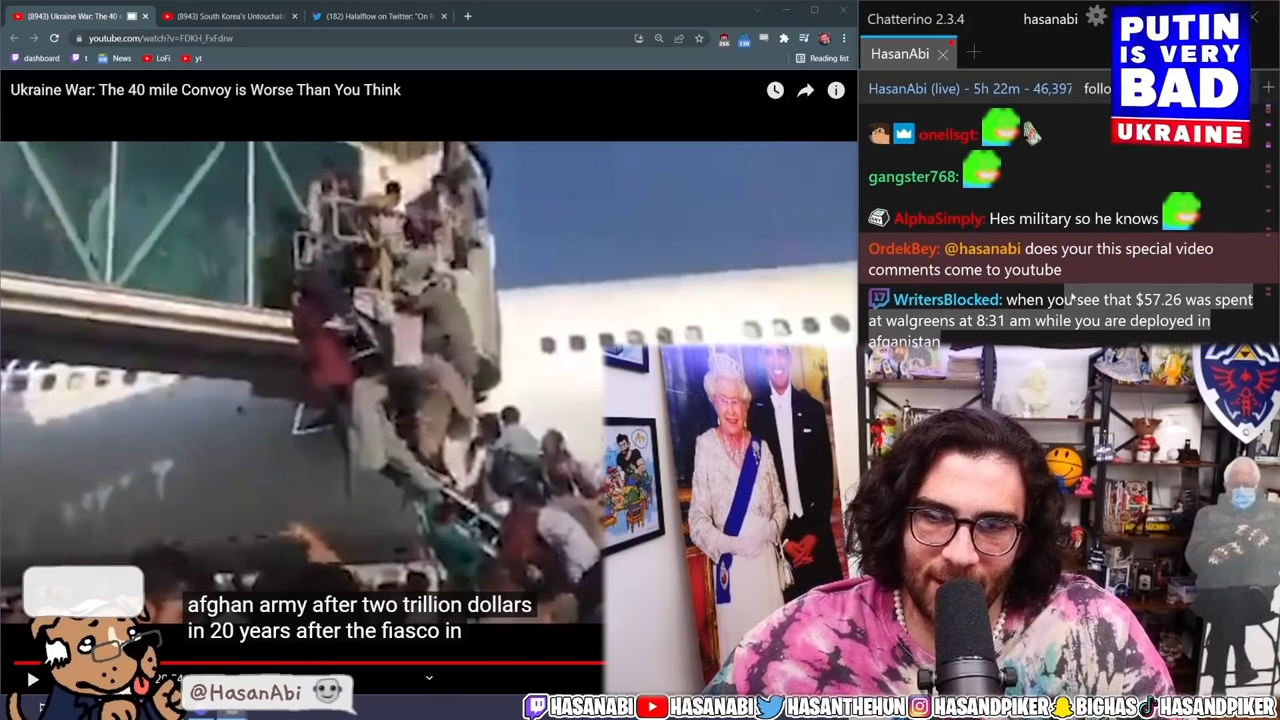 (8943) Ukraine War: The 40 n
(8943) South Korea's Untouchab
(182) Halalflow on Twitter: "On F
youtube.com/watch?v=FDKH_FxFdrw
266
130
dashboard
t
News
LoFi
yt
Reading list
Ukraine War: The 40 mile Convoy is Worse Than You Think
afghan army after two trillion dollars
in 20 years after the fiasco in
@HasanAbi
Chatterino 2.3.4
hasanabi
HasanAbi
HasanAbi (live) - 5h 22m - 46,397
follo
PUTIN
IS VERY
BAD
UKRAINE
onellsgt:
gangster768:
AlphaSimply: Hes military so he knows
OrdekBey: @hasanabi does your this special video
comments come to youtube
17 WritersBlocked: when you see that $57.26 was spent
at walgreens at 8:31 am while you are deployed in
afganistan
HASANABI HASANABI HASANTHEHUN HASANDPIKER BIGHAS HASANDPIKER